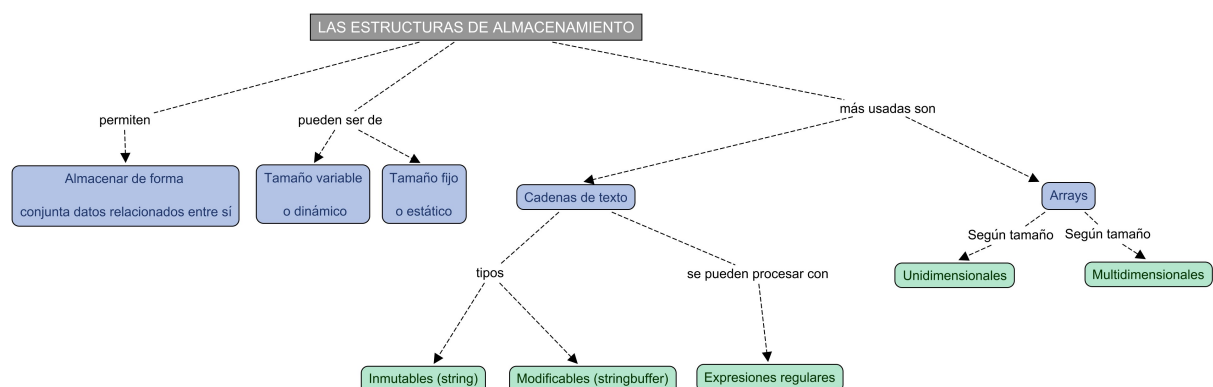 LAS ESTRUCTURAS DE ALMACENAMIENTO
permiten
pueden ser de
más usadas son
Almacenar de forma
conjunta datos relacionados entre sí
Tamaño variable
o dinámico
Tamaño fijo
o estático
Cadenas de texto
Arrays
Según tamaño
Según tamaño
Unidimensionales
Multidimensionales
tipos
se pueden procesar con
Inmutables (string)
Modificables (stringbuffer)
Expresiones regulares